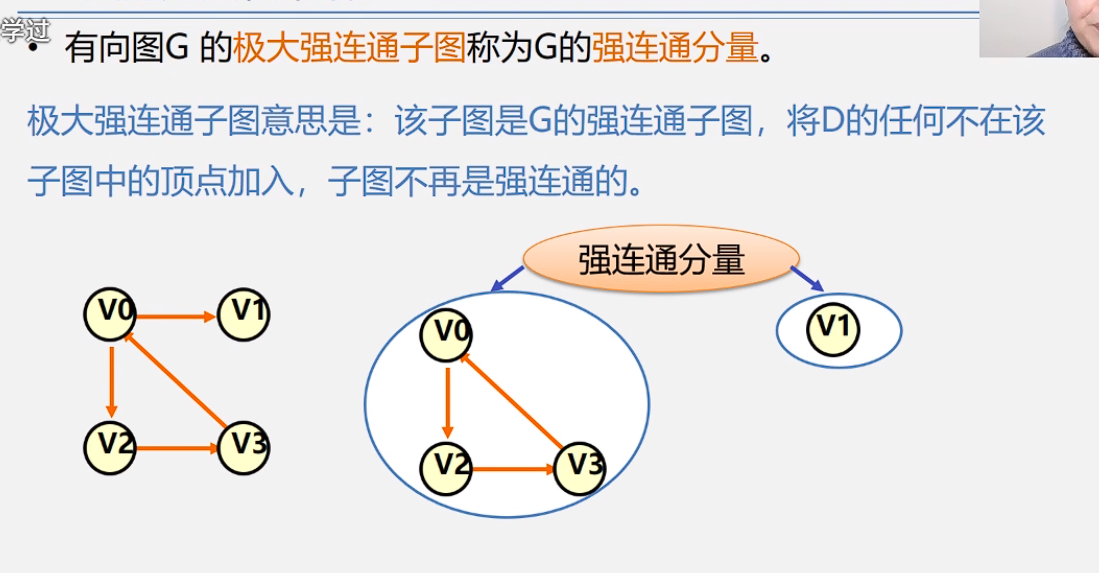 学过
• 有向图G 的极大强连通子图称为G的强连通分量。
极大强连通子图意思是：该子图是G的强连通子图，将D的任何不在该
子图中的顶点加入，子图不再是强连通的。
强连通分量
V0 V1
V0 V1
V2 V3
V2 V3